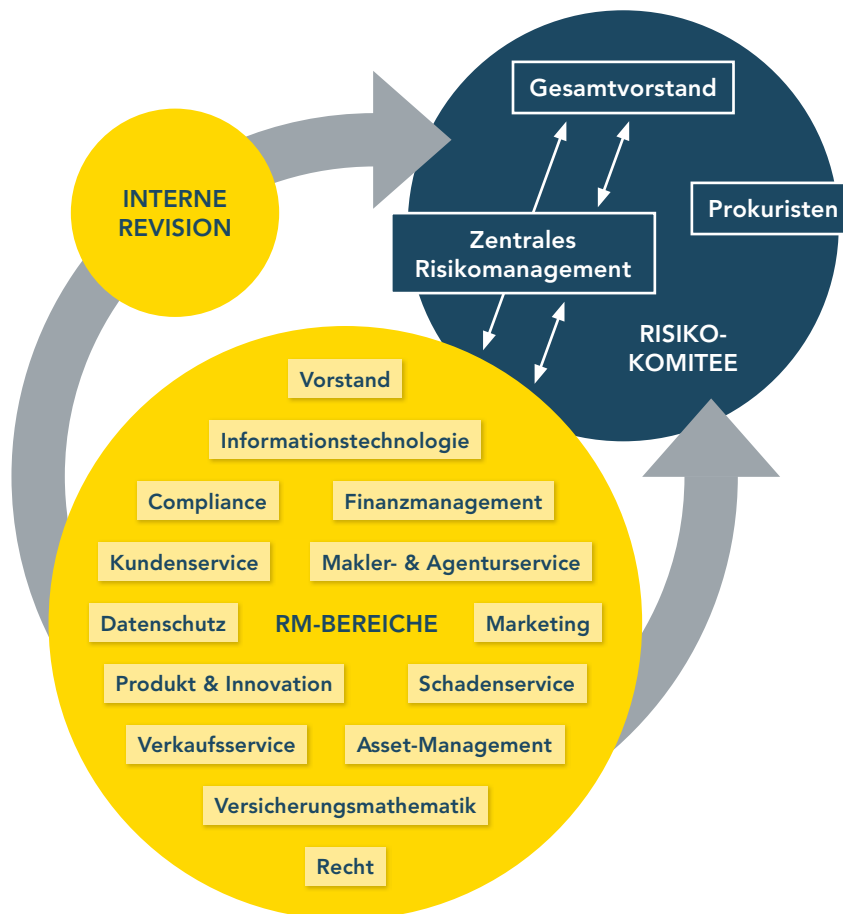 Gesamtvorstand
INTERNE
REVISION
Prokuristen
Zentrales
Risikomanagement
RISIKO-
KOMITEE
Vorstand
Informationstechnologie
Compliance
Finanzmanagement
Kundenservice
Makler- & Agenturservice
Datenschutz
RM-BEREICHE
Marketing
Produkt & Innovation
Schadenservice
Verkaufsservice
Asset-Management
Versicherungsmathematik
Recht